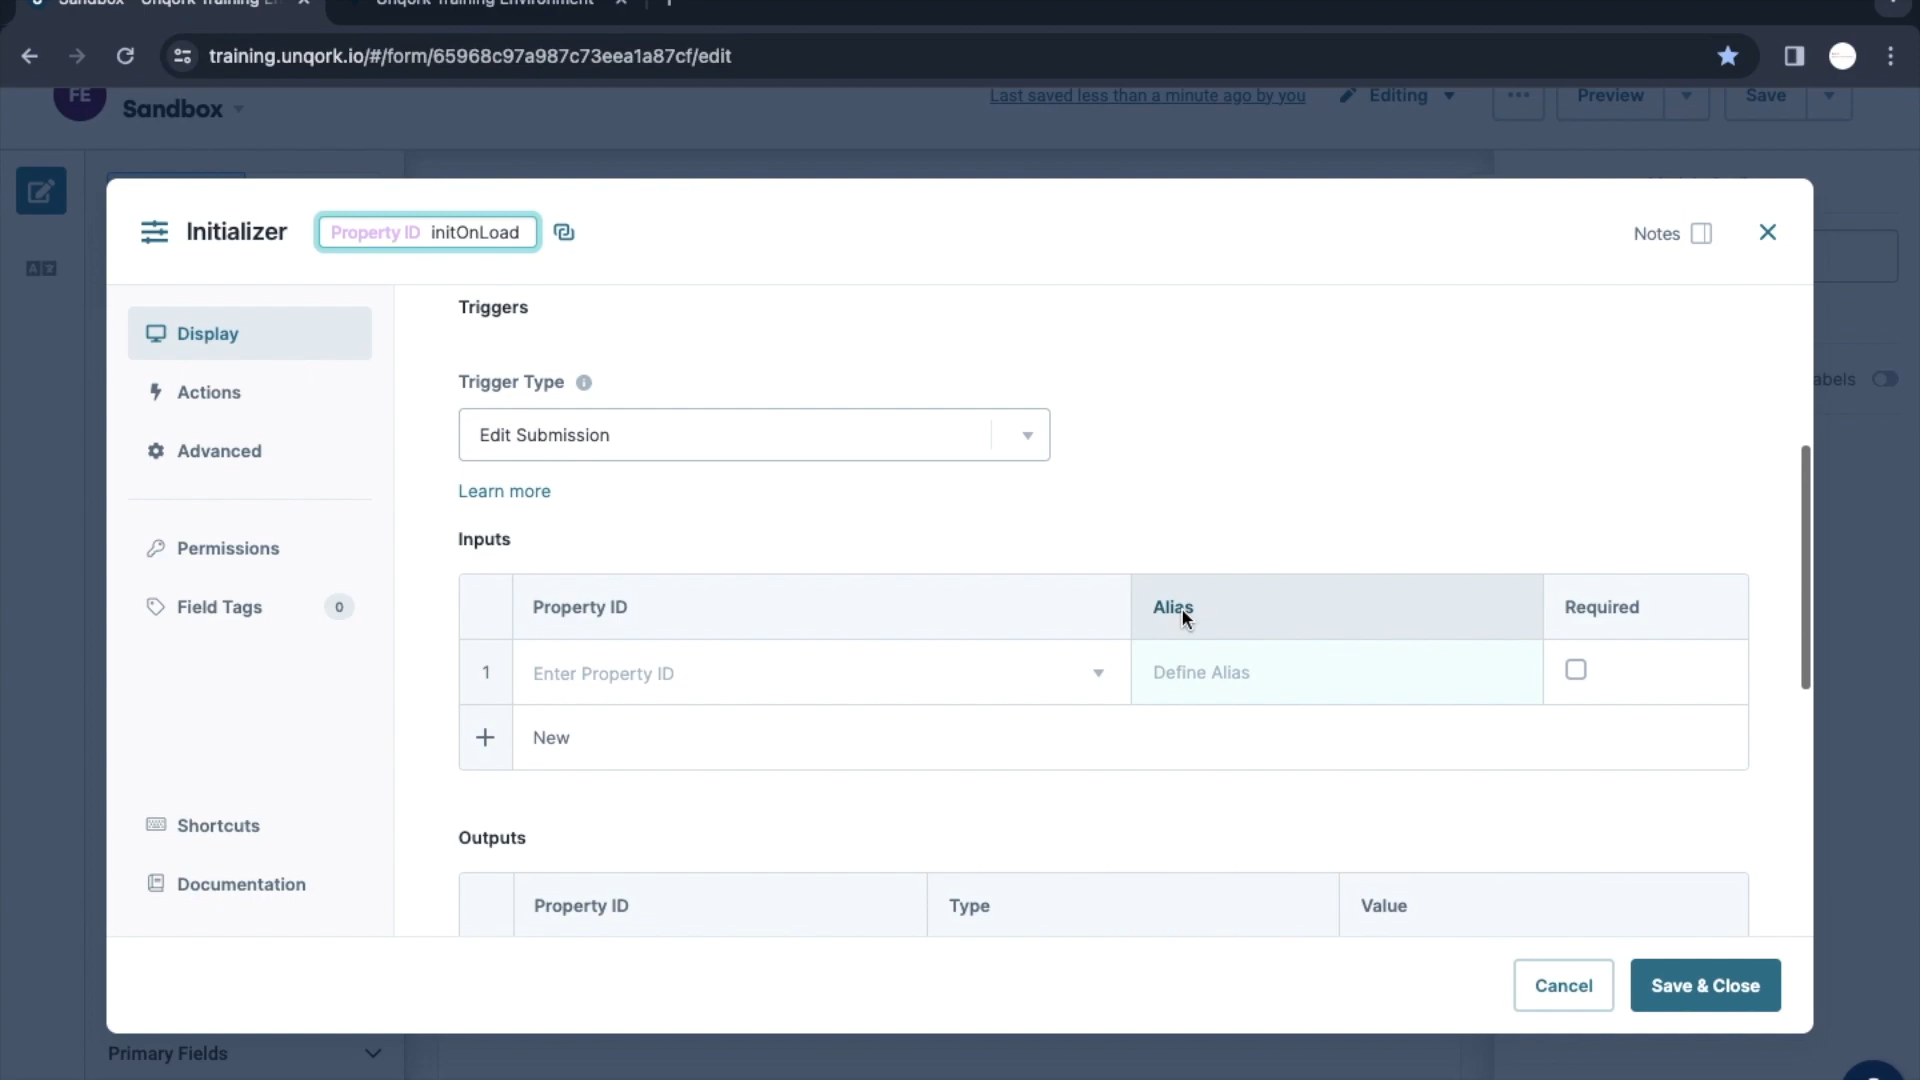 Sandbox - Unqork Training E
Unqork Training Environment
training.unqork.io/#/form/65968c97a987c73eea1a87cf/edit
FE
Sandbox
Last saved less than a minute ago by you
Editing
Preview
Save
Initializer
Property ID initOnLoad
Notes
Display
Actions
Advanced
Permissions
Field Tags 0
Shortcuts
Documentation
Triggers
Trigger Type
Edit Submission
Learn more
Inputs
Property ID Alias Required
1 Enter Property ID Define Alias
New
Outputs
Property ID Type Value
Cancel
Save & Close
abels
Primary Fields